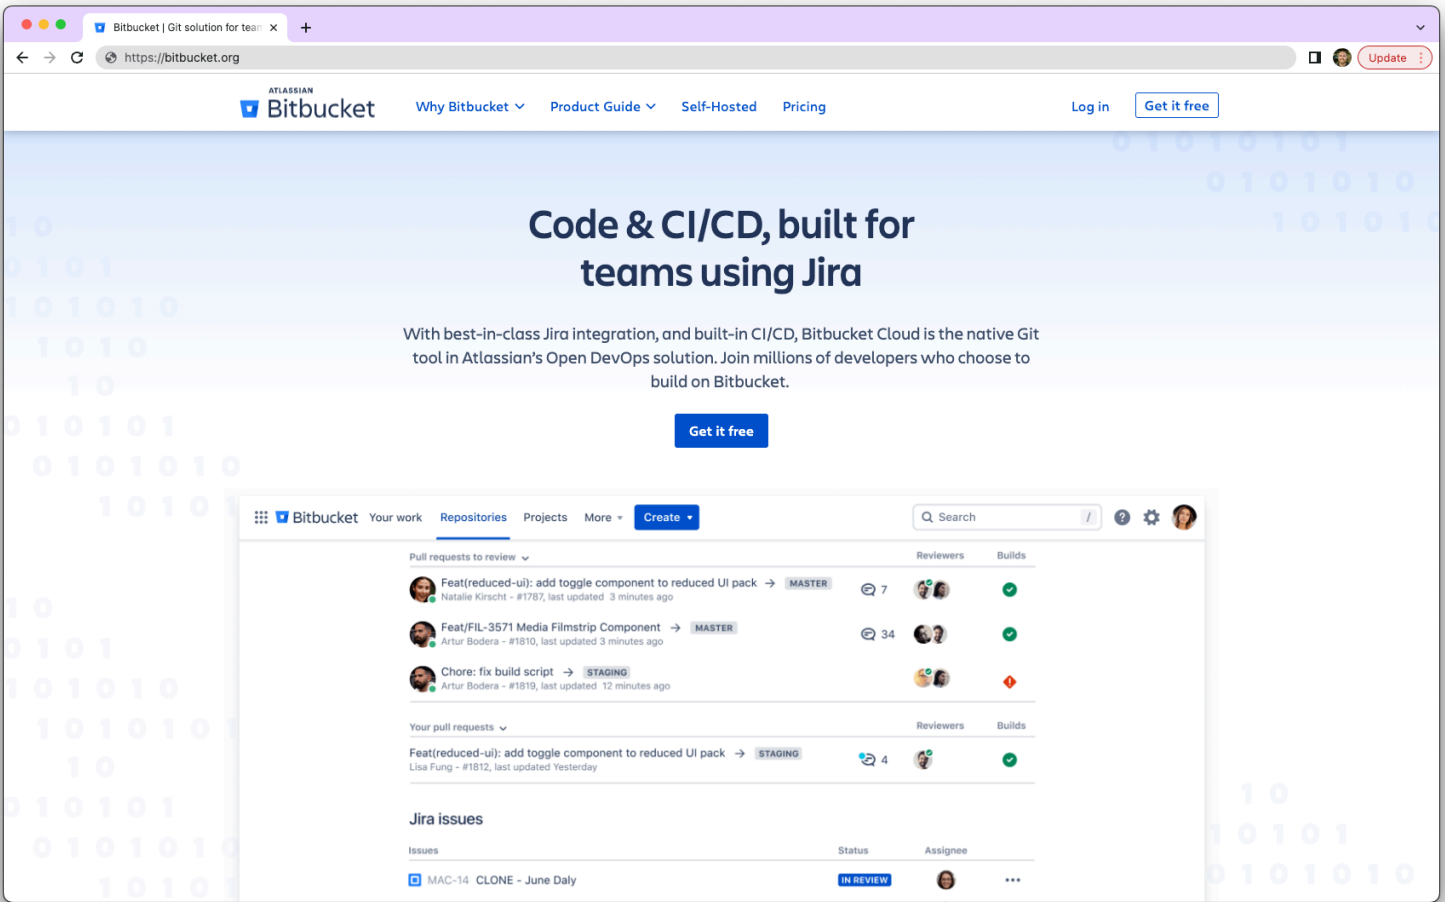 Bitbucket | Git solution for team
https://bitbucket.org
Update
ATLASSIAN
Bitbucket
Why Bitbucket
Product Guide
Self-Hosted
Pricing
Log in
Get it free
Code & CI/CD, built for
teams using Jira
With best-in-class Jira integration, and built-in CI/CD, Bitbucket Cloud is the native Git
tool in Atlassian’s Open DevOps solution. Join millions of developers who choose to
build on Bitbucket.
Get it free
Bitbucket Your work Repositories Projects More Create Search /
Pull requests to review Reviewers Builds
Feat(reduced-ui): add toggle component to reduced UI pack → MASTER 7
Natalie Kirscht - #1787, last updated 3 minutes ago
Feat/FIL-3571 Media Filmstrip Component → MASTER 34
Artur Bodera - #1810, last updated 3 minutes ago
Chore: fix build script → STAGING
Artur Bodera - #1819, last updated 12 minutes ago
Your pull requests Reviewers Builds
Feat(reduced-ui): add toggle component to reduced UI pack → STAGING 4
Lisa Fung - #1812, last updated Yesterday
Jira issues
Issues Status Assignee
MAC-14 CLONE - June Daly IN REVIEW